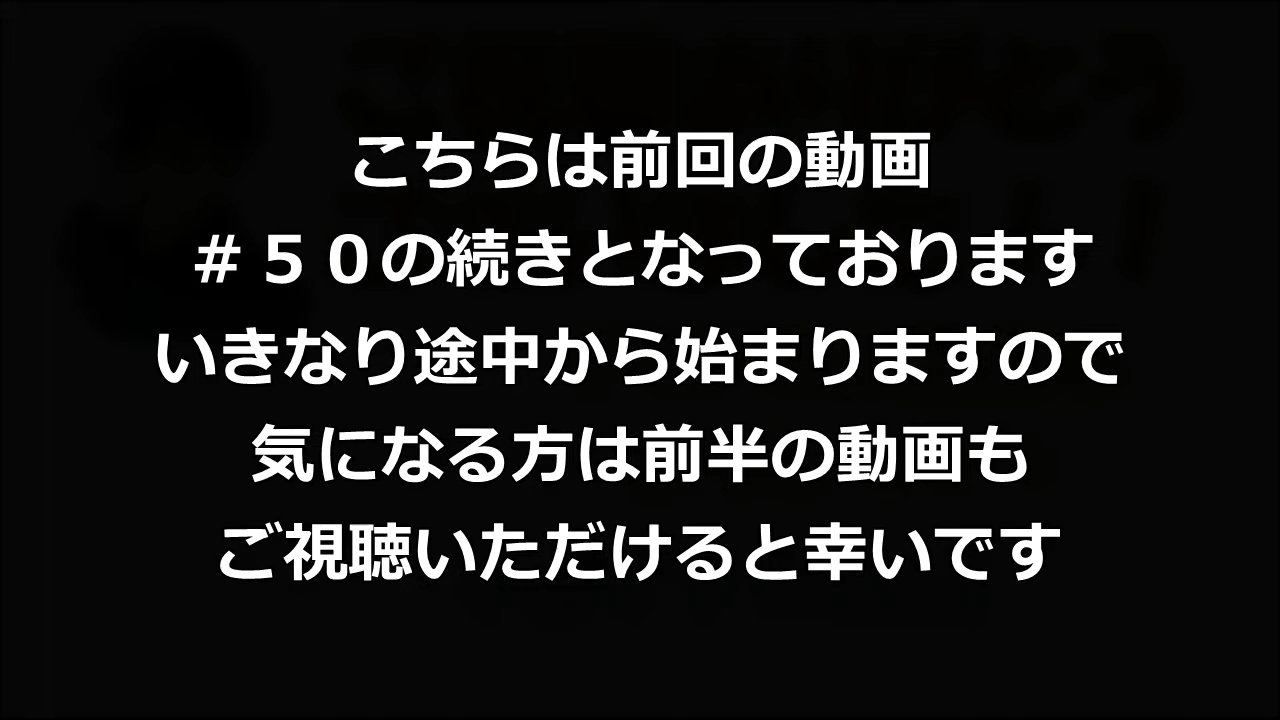 こちらは前回の動画
＃５０の続きとなっております
いきなり途中から始まりますので
気になる方は前半の動画も
ご視聴いただけると幸いです